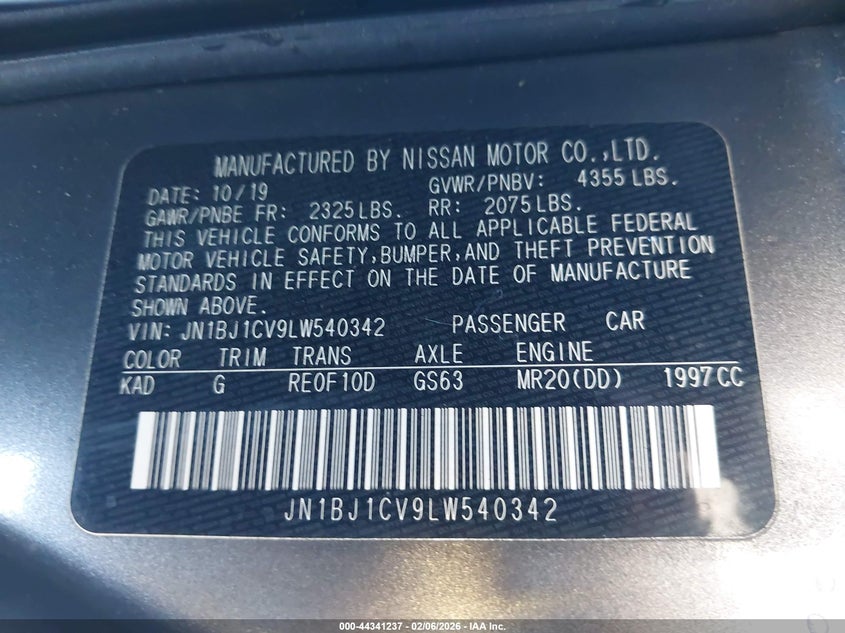 MANUFACTURED BY NISSAN MOTOR CO.,LTD.
DATE: 10/19 GVWR/PNBV: 4355 LBS.
GAWR/PNBE FR: 2325 LBS. RR: 2075 LBS.
THIS VEHICLE CONFORMS TO ALL APPLICABLE FEDERAL
MOTOR VEHICLE SAFETY, BUMPER, AND THEFT PREVENTION
STANDARDS IN EFFECT ON THE DATE OF MANUFACTURE
SHOWN ABOVE.
VIN: JN1BJ1CV9LW540342 PASSENGER CAR
COLOR TRIM TRANS AXLE ENGINE
KAD G RE0F10D GS63 MR20(DD) 1997CC
JN1BJ1CV9LW540342
000-44341237 - 02/06/2026 - IAA Inc.